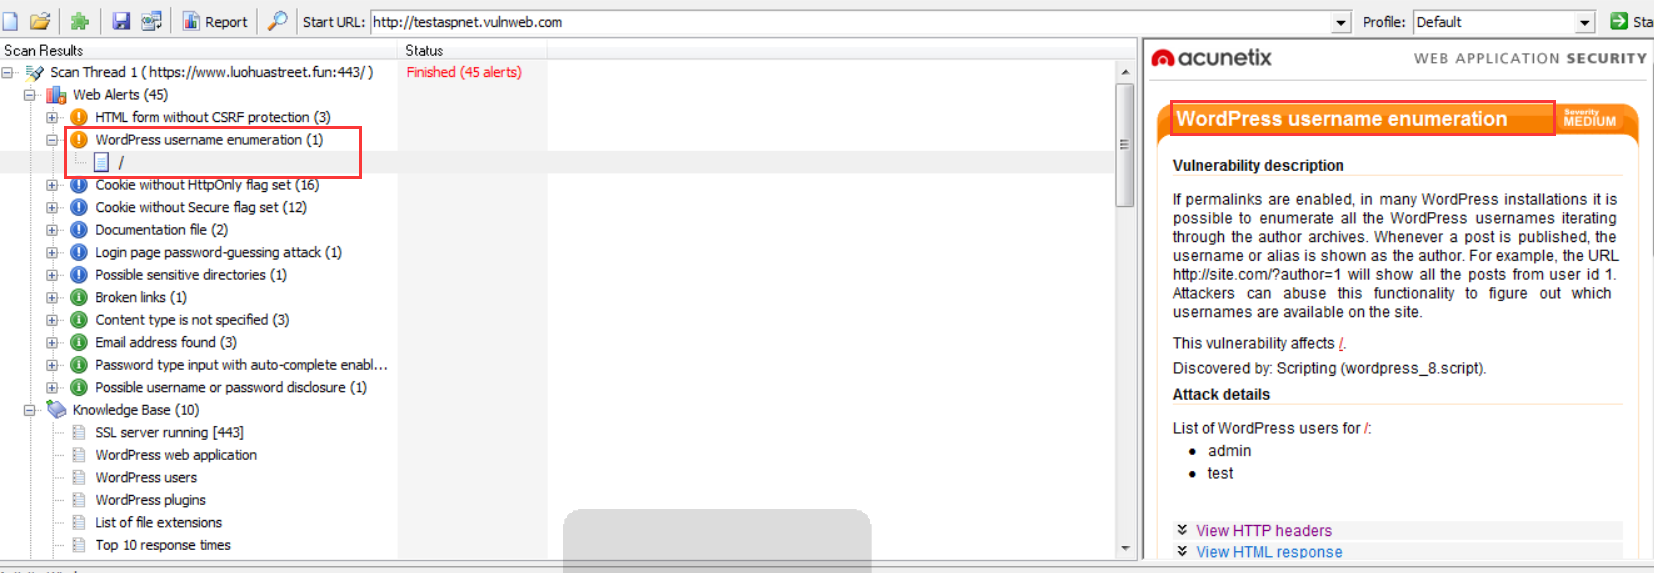 Report Start URL: http://testaspnet.vulnweb.com Profile: Default Sta
Scan Results Status
Scan Thread 1 ( https://www.luohuastreet.fun:443/ ) Finished (45 alerts)
Web Alerts (45)
HTML form without CSRF protection (3)
WordPress username enumeration (1)
/
Cookie without HttpOnly flag set (16)
Cookie without Secure flag set (12)
Documentation file (2)
Login page password-guessing attack (1)
Possible sensitive directories (1)
Broken links (1)
Content type is not specified (3)
Email address found (3)
Password type input with auto-complete enabl...
Possible username or password disclosure (1)
Knowledge Base (10)
SSL server running [443]
WordPress web application
WordPress users
WordPress plugins
List of file extensions
Top 10 response times
acunetix WEB APPLICATION SECURITY
WordPress username enumeration
Severity
MEDIUM
Vulnerability description
If permalinks are enabled, in many WordPress installations it is
possible to enumerate all the WordPress usernames iterating
through the author archives. Whenever a post is published, the
username or alias is shown as the author. For example, the URL
http://site.com/?author=1 will show all the posts from user id 1.
Attackers can abuse this functionality to figure out which
usernames are available on the site.
This vulnerability affects /.
Discovered by: Scripting (wordpress_8.script).
Attack details
List of WordPress users for /:
• admin
• test
View HTTP headers
View HTML response